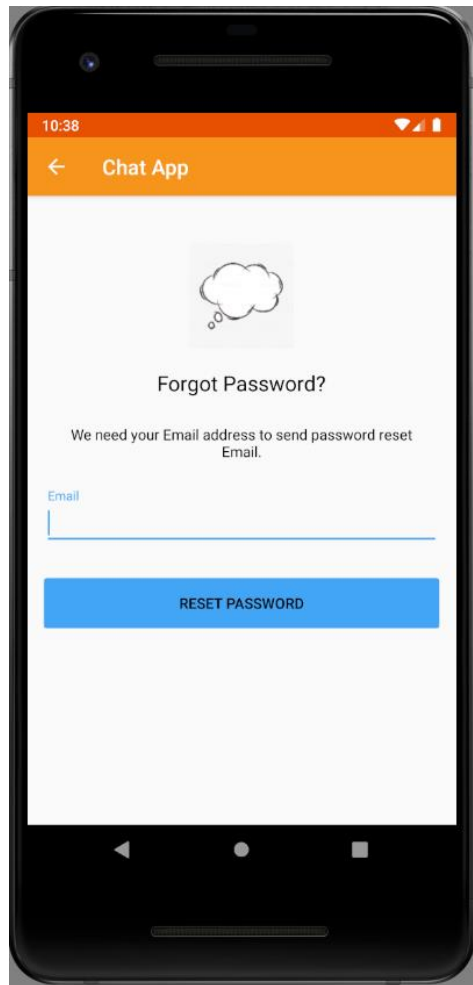 10:38
Chat App
Forgot Password?
We need your Email address to send password reset
Email.
Email
RESET PASSWORD